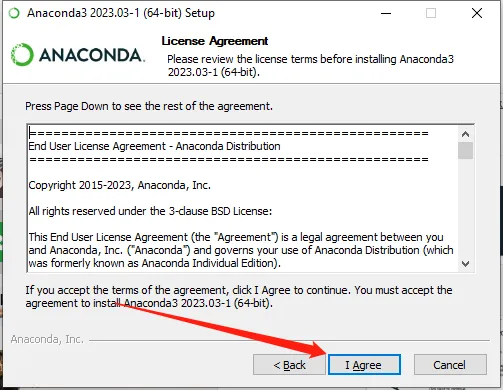 Anaconda3 2023.03-1 (64-bit) Setup
ANACONDA.
License Agreement
Please review the license terms before installing Anaconda3
2023.03-1 (64-bit).
Press Page Down to see the rest of the agreement.
====================================================
End User License Agreement - Anaconda Distribution
====================================================
Copyright 2015-2023, Anaconda, Inc.
All rights reserved under the 3-clause BSD License:
This End User License Agreement (the "Agreement") is a legal agreement between you
and Anaconda, Inc. ("Anaconda") and governs your use of Anaconda Distribution (which
was formerly known as Anaconda Individual Edition).
If you accept the terms of the agreement, click I Agree to continue. You must accept the
agreement to install Anaconda3 2023.03-1 (64-bit).
Anaconda, Inc.
< Back
I Agree
Cancel